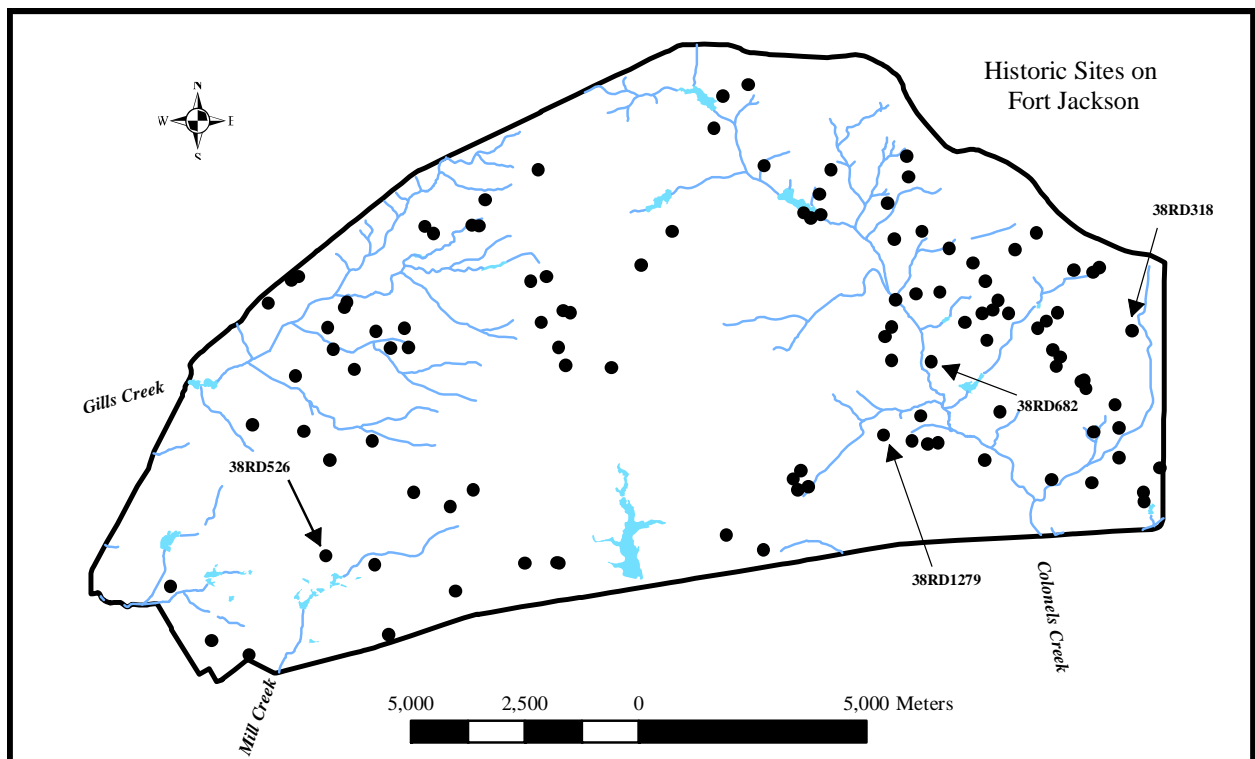 Historic Sites on
Fort Jackson
N
W E
S
38RD318
Gills Creek
38RD682
38RD526
38RD1279
Colonels Creek
Mill Creek
5,000 2,500 0 5,000 Meters